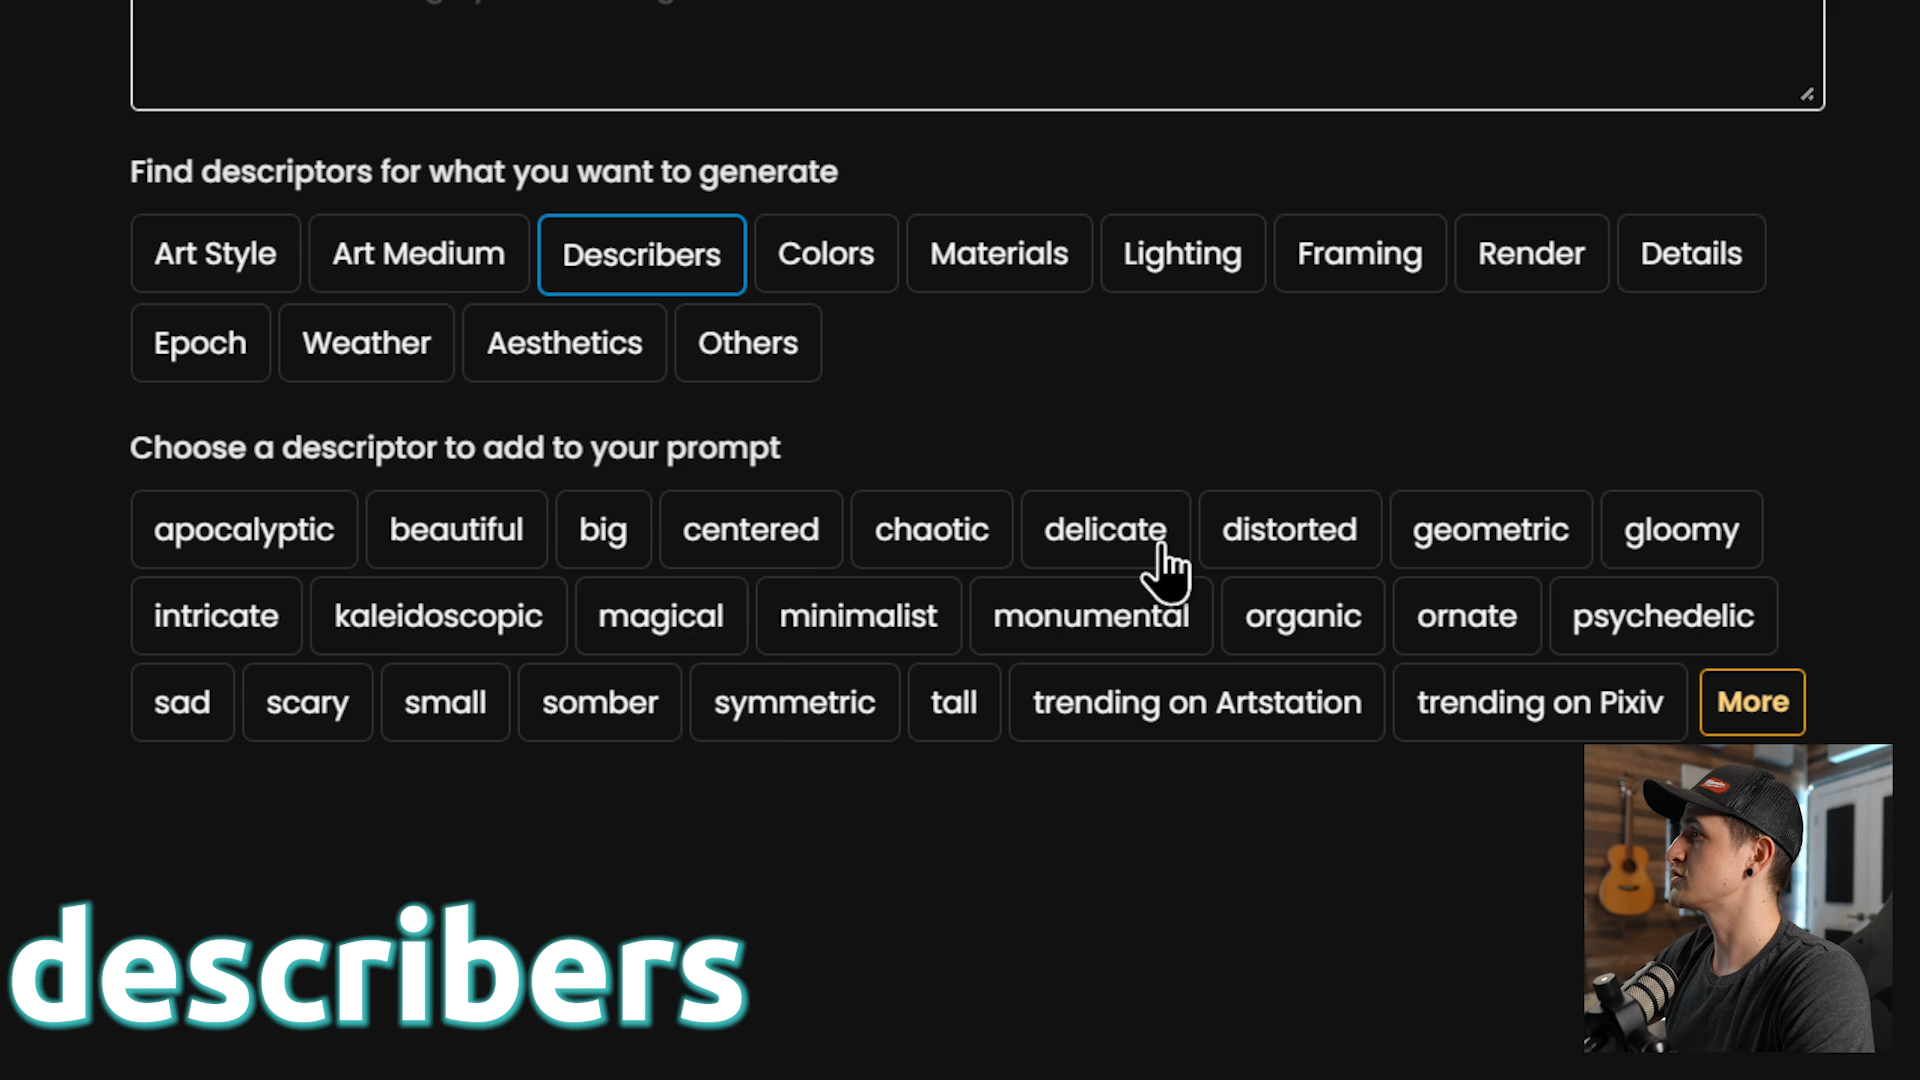 Find descriptors for what you want to generate
Art Style Art Medium Describers Colors Materials Lighting Framing Render Details
Epoch Weather Aesthetics Others
Choose a descriptor to add to your prompt
apocalyptic beautiful big centered chaotic delicate distorted geometric gloomy
intricate kaleidoscopic magical minimalist monumental organic ornate psychedelic
sad scary small somber symmetric tall trending on Artstation trending on Pixiv More
describers